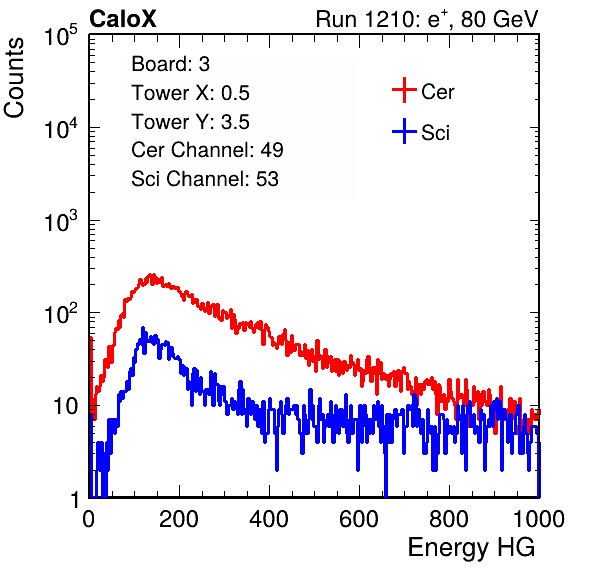 CaloX Run 1210: e⁺, 80 GeV
Counts
Board: 3
Tower X: 0.5
Tower Y: 3.5
Cer Channel: 49
Sci Channel: 53
Cer
Sci
10⁵
10⁴
10³
10²
10
1
0 200 400 600 800 1000
Energy HG